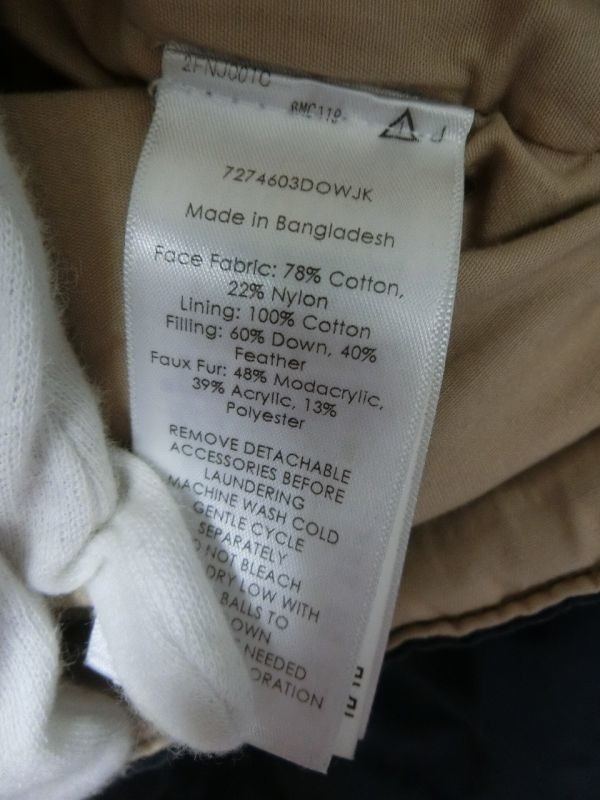 2FNJC01C
RMC119-
J
7274603DOWJK
Made in Bangladesh
Face Fabric: 78% Cotton,
22% Nylon
Lining: 100% Cotton
Filling: 60% Down, 40%
Feather
Faux Fur: 48% Modacrylic,
39% Acrylic, 13%
Polyester
REMOVE DETACHABLE
ACCESSORIES BEFORE
LAUNDERING
MACHINE WASH COLD
GENTLE CYCLE
SEPARATELY
NOT BLEACH
DRY LOW WITH
BALLS TO
NEEDED